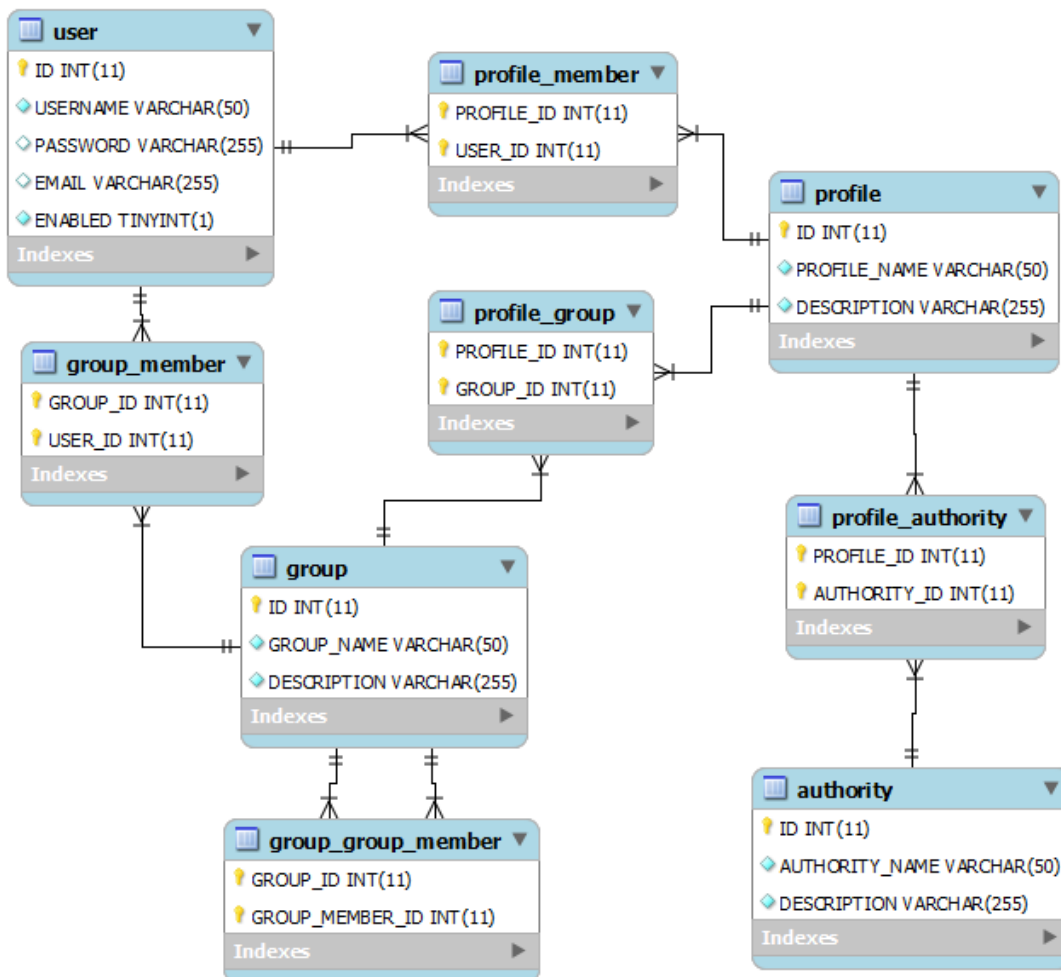 user
ID INT(11)
USERNAME VARCHAR(50)
PASSWORD VARCHAR(255)
EMAIL VARCHAR(255)
ENABLED TINYINT(1)
Indexes
profile_member
PROFILE_ID INT(11)
USER_ID INT(11)
Indexes
profile
ID INT(11)
PROFILE_NAME VARCHAR(50)
DESCRIPTION VARCHAR(255)
Indexes
profile_group
PROFILE_ID INT(11)
GROUP_ID INT(11)
Indexes
group_member
GROUP_ID INT(11)
USER_ID INT(11)
Indexes
profile_authority
PROFILE_ID INT(11)
AUTHORITY_ID INT(11)
Indexes
group
ID INT(11)
GROUP_NAME VARCHAR(50)
DESCRIPTION VARCHAR(255)
Indexes
authority
ID INT(11)
AUTHORITY_NAME VARCHAR(50)
DESCRIPTION VARCHAR(255)
Indexes
group_group_member
GROUP_ID INT(11)
GROUP_MEMBER_ID INT(11)
Indexes